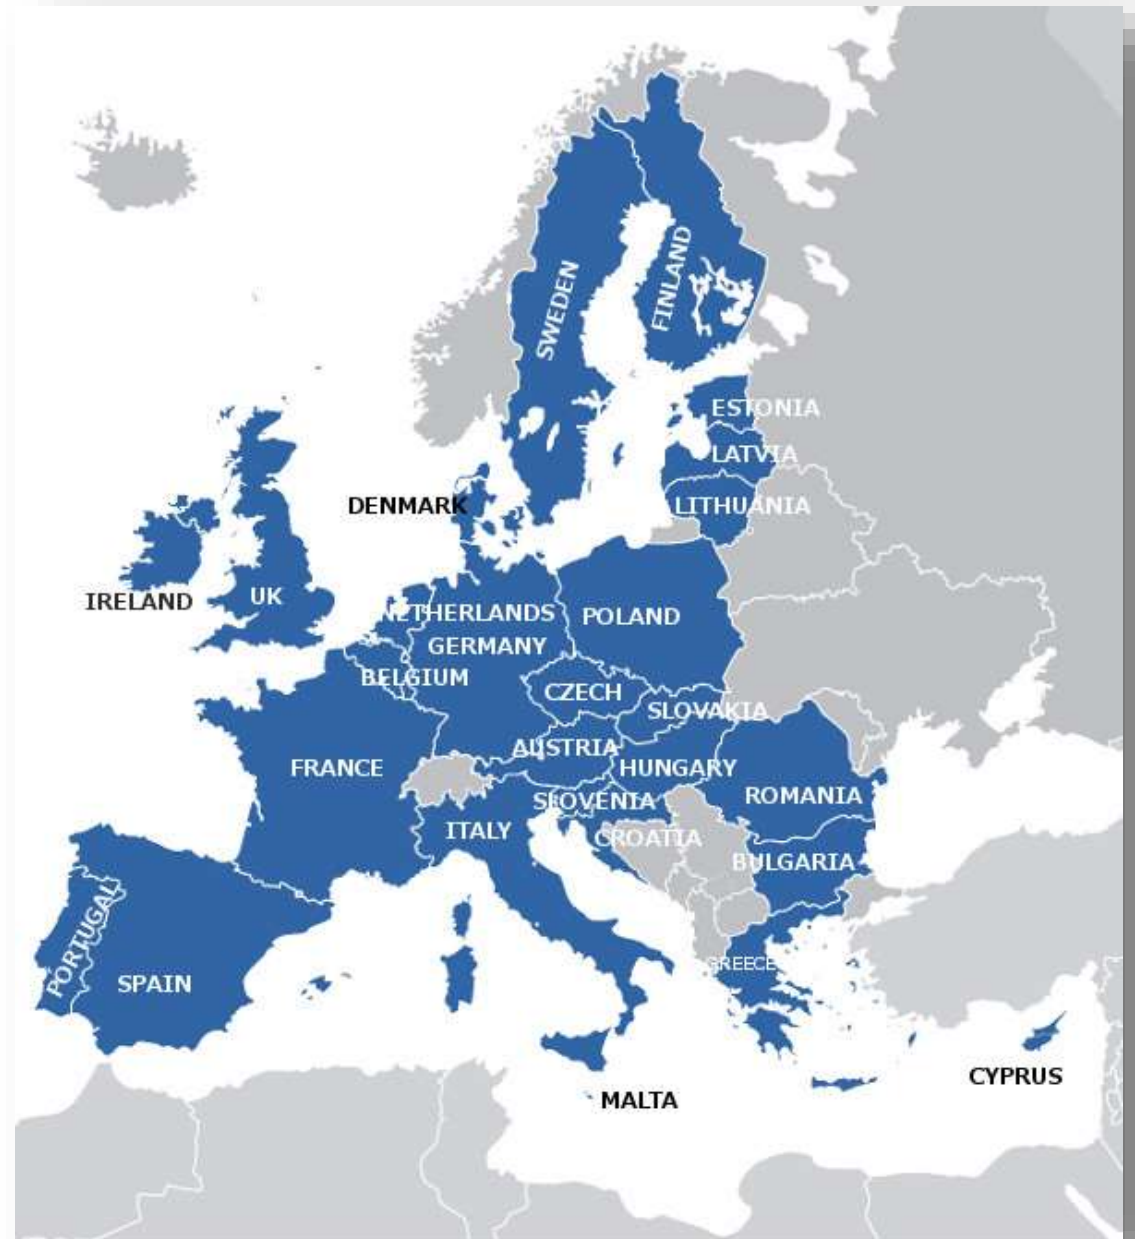 SWEDEN
FINLAND
ESTONIA
LATVIA
LITHUANIA
DENMARK
IRELAND
UK
NETHERLANDS
POLAND
GERMANY
BELGIUM
CZECH
SLOVAKIA
AUSTRIA
FRANCE
HUNGARY
ROMANIA
SLOVENIA
ITALY
CROATIA
BULGARIA
PORTUGAL
SPAIN
GREECE
CYPRUS
MALTA